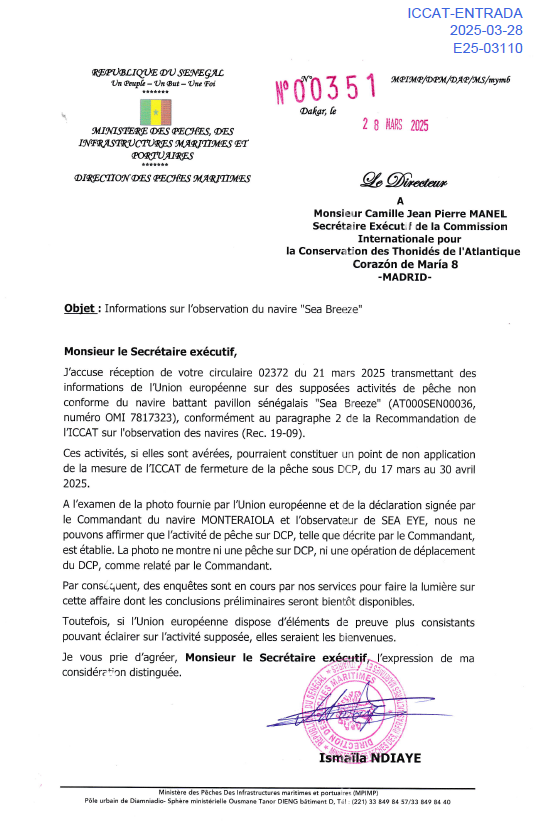 ICCAT-ENTRADA
2025-03-28
E25-03110
REPUBLIQUE DU SENEGAL
Un Peuple – Un But – Une Foi
*******
MINISTERE DES PECHES, DES
INFRASTRUCTURES MARITIMES ET
PORTUAIRES
*******
DIRECTION DES PECHES MARITIMES
N° 00351 MPIMP/DPM/DAP/MS/mymb
Dakar, le
28 MARS 2025
Le Directeur
A
Monsieur Camille Jean Pierre MANEL
Secrétaire Exécutif de la Commission
Internationale pour
la Conservation des Thonidés de l'Atlantique
Corazón de María 8
-MADRID-
Objet : Informations sur l'observation du navire "Sea Breeze"
Monsieur le Secrétaire exécutif,
J'accuse réception de votre circulaire 02372 du 21 mars 2025 transmettant des
informations de l'Union européenne sur des supposées activités de pêche non
conforme du navire battant pavillon sénégalais "Sea Breeze" (AT000SEN00036,
numéro OMI 7817323), conformément au paragraphe 2 de la Recommandation de
l'ICCAT sur l'observation des navires (Rec. 19-09).
Ces activités, si elles sont avérées, pourraient constituer un point de non application
de la mesure de l'ICCAT de fermeture de la pêche sous DCP, du 17 mars au 30 avril
2025.
A l'examen de la photo fournie par l'Union européenne et de la déclaration signée par
le Commandant du navire MONTERAIOLA et l'observateur de SEA EYE, nous ne
pouvons affirmer que l'activité de pêche sur DCP, telle que décrite par le Commandant,
est établie. La photo ne montre ni une pêche sur DCP, ni une opération de déplacement
du DCP, comme relaté par le Commandant.
Par conséquent, des enquêtes sont en cours par nos services pour faire la lumière sur
cette affaire dont les conclusions préliminaires seront bientôt disponibles.
Toutefois, si l'Union européenne dispose d'éléments de preuve plus consistants
pouvant éclairer sur l'activité supposée, elles seraient les bienvenues.
Je vous prie d'agréer, Monsieur le Secrétaire exécutif, l'expression de ma
considération distinguée.
Ismaïla NDIAYE
Ministère des Pêches Des Infrastructures maritimes et portuaires (MPIMP)
Pôle urbain de Diamniadio- Sphère ministérielle Ousmane Tanor DIENG bâtiment D, Tél : (221) 33 849 84 57/33 849 84 40